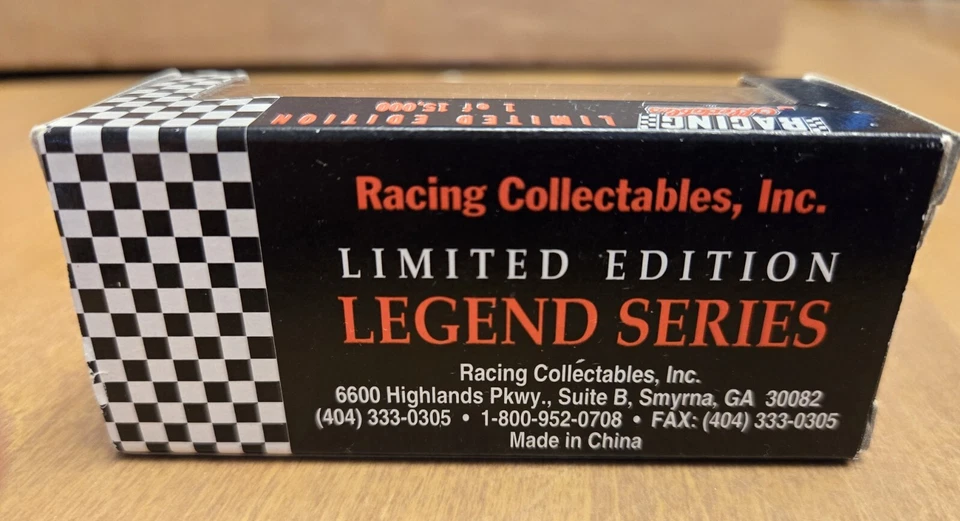 LIMITED EDITION
1 of 15,000
RACING
Collectables
Racing Collectables, Inc.
LIMITED EDITION
LEGEND SERIES
Racing Collectables, Inc.
6600 Highlands Pkwy., Suite B, Smyrna, GA 30082
(404) 333-0305 • 1-800-952-0708 • FAX: (404) 333-0305
Made in China